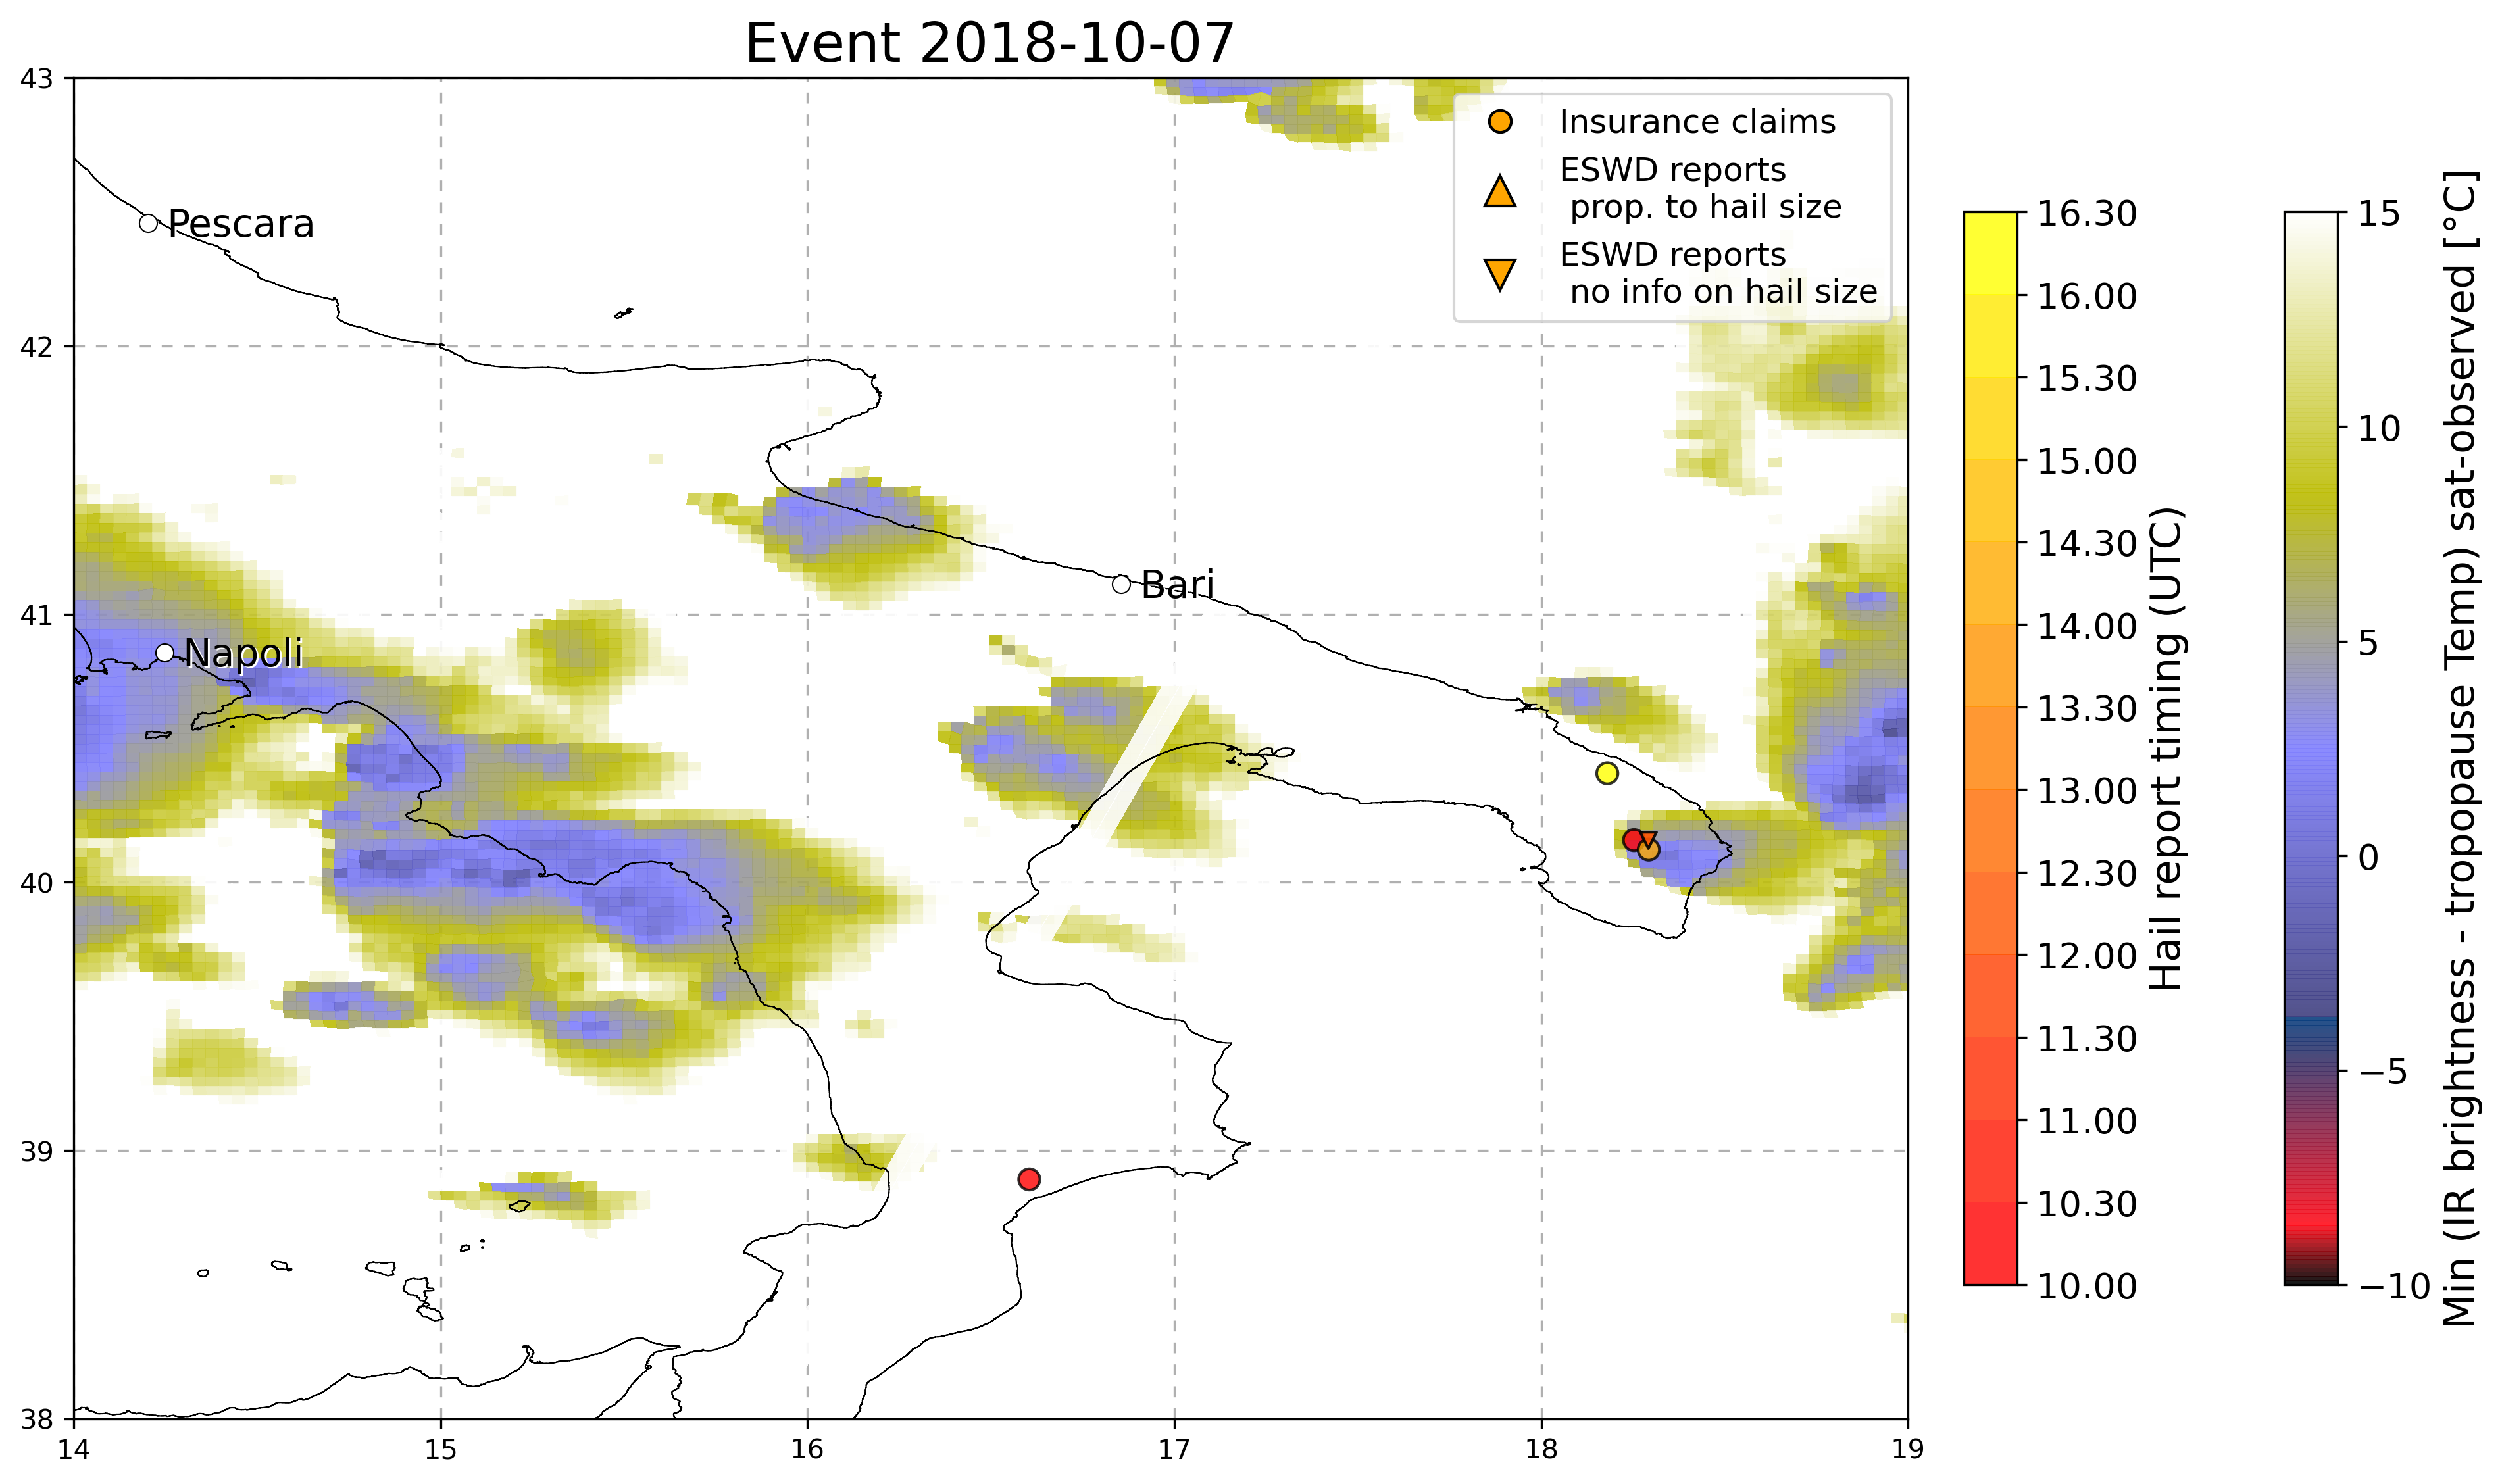 Event 2018-10-07
43
42
41
40
39
38
14
15
16
17
18
19
Pescara
Napoli
Bari
Insurance claims
ESWD reports
prop. to hail size
ESWD reports
no info on hail size
16.30
16.00
15.30
15.00
14.30
14.00
13.30
13.00
12.30
12.00
11.30
11.00
10.30
10.00
Hail report timing (UTC)
15
10
5
0
−5
−10
Min (IR brightness - tropopause Temp) sat-observed [°C]